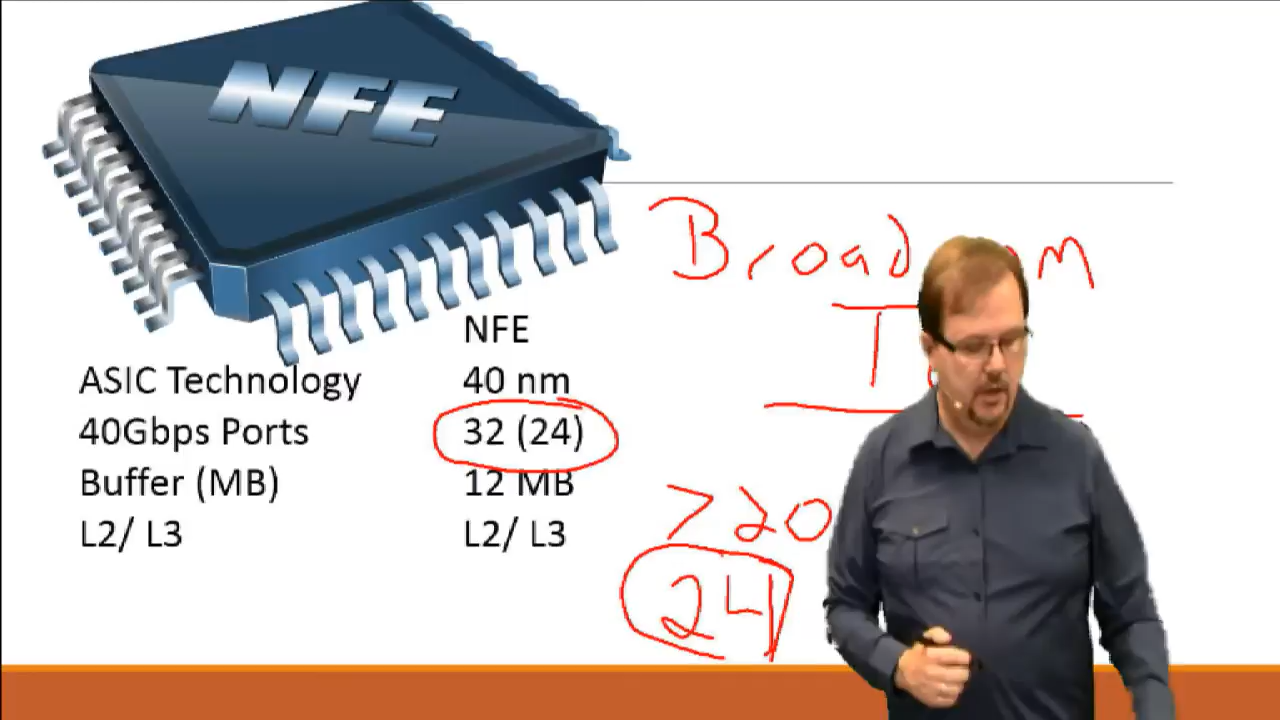 NFE
NFE
ASIC Technology 40 nm
40Gbps Ports 32 (24)
Buffer (MB) 12 MB
L2/ L3 L2/ L3
720
24